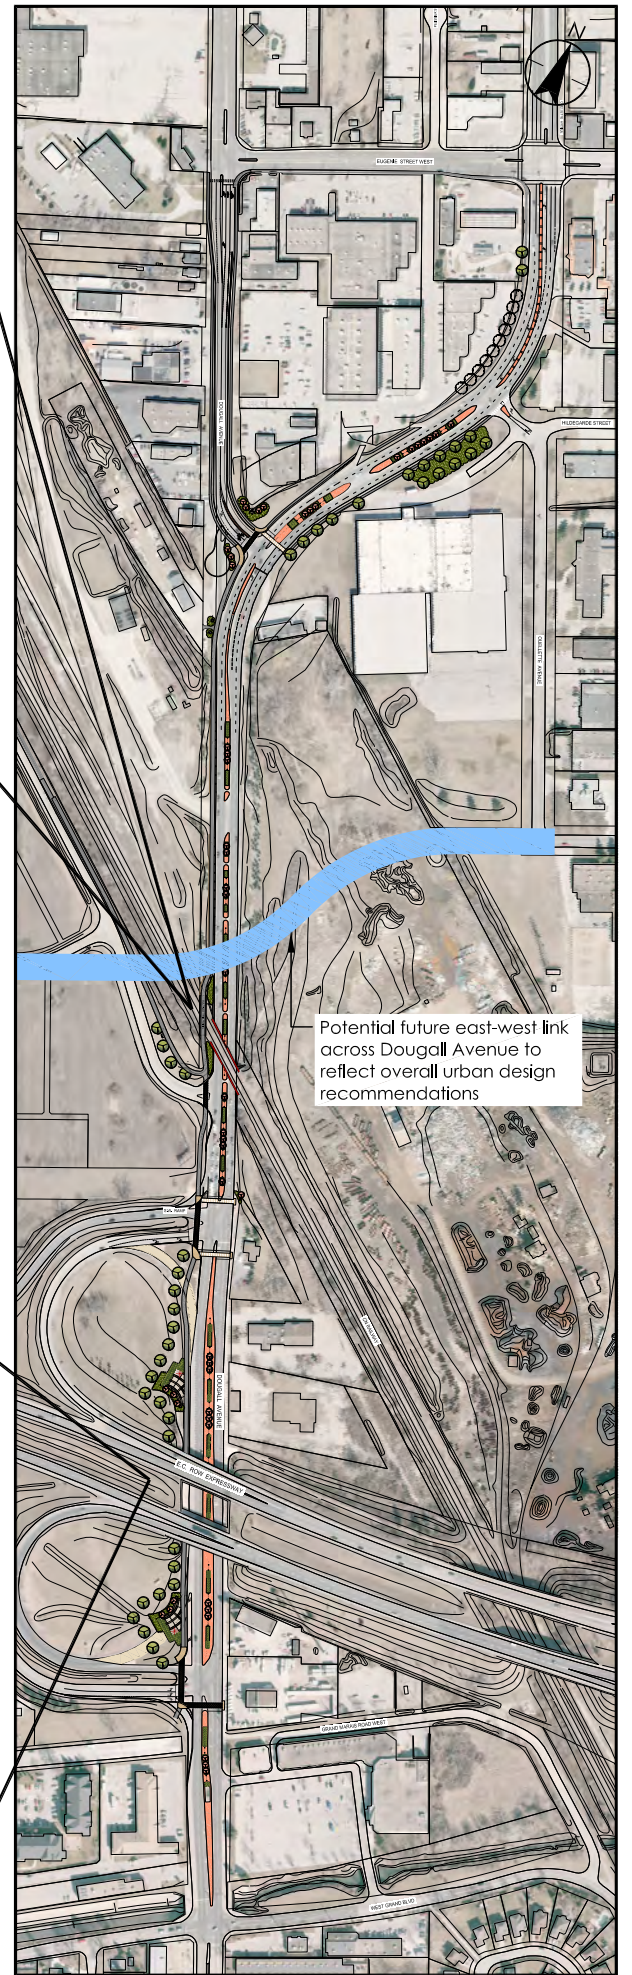 N
EUGENIE STREET WEST
DOUGALL AVENUE
HILDEGARDE STREET
OUELLETTE AVENUE
Potential future east-west link
across Dougall Avenue to
reflect overall urban design
recommendations
DOUGALL AVENUE
E.C. ROW EXPRESSWAY
GRAND MARAIS ROAD WEST
WEST GRAND BLVD